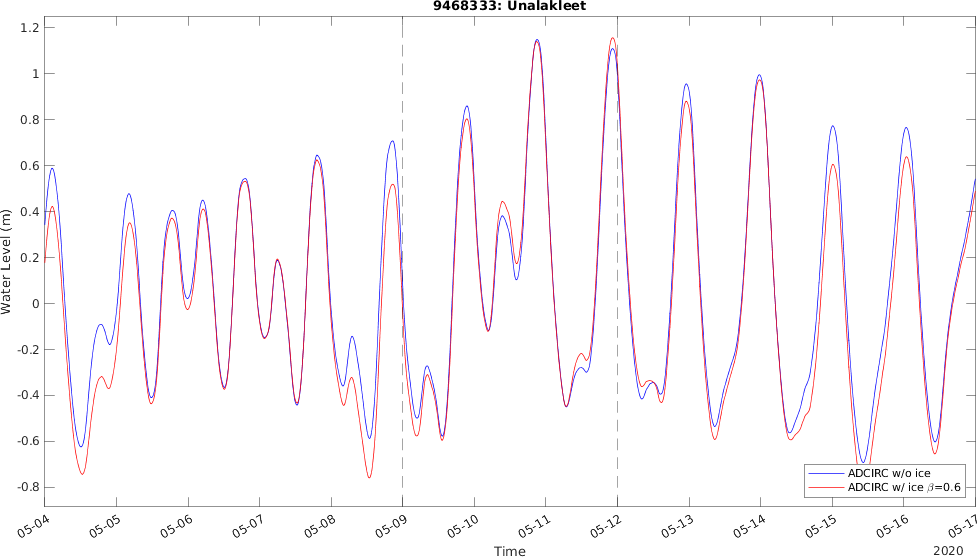 9468333: Unalakleet
1.2
1
0.8
0.6
0.4
0.2
0
-0.2
-0.4
-0.6
-0.8
Water Level (m)
ADCIRC w/o ice
ADCIRC w/ ice β=0.6
05-04 05-05 05-06 05-07 05-08 05-09 05-10 05-11 05-12 05-13 05-14 05-15 05-16 05-17
Time
2020